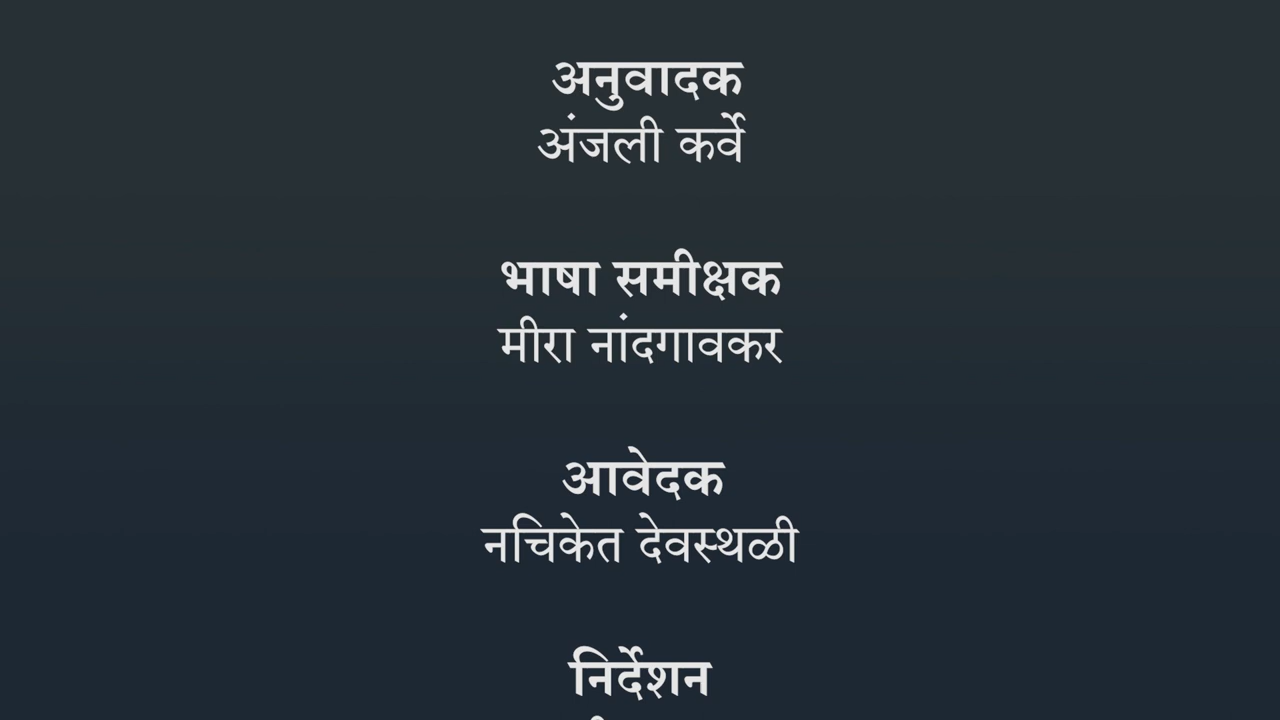 अनुवादक
अंजली कर्वे
भाषा समीक्षक
मीरा नांदगावकर
आवेदक
नचिकेत देवस्थळी
निर्देशन